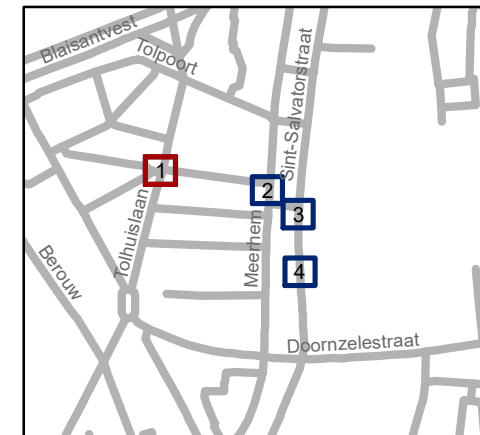 Blaisantvest
Tolpoort
Sint-Salvatorstraat
1
2
3
Tolhuislaan
Meerhem
Berouw
4
Doornzelestraat